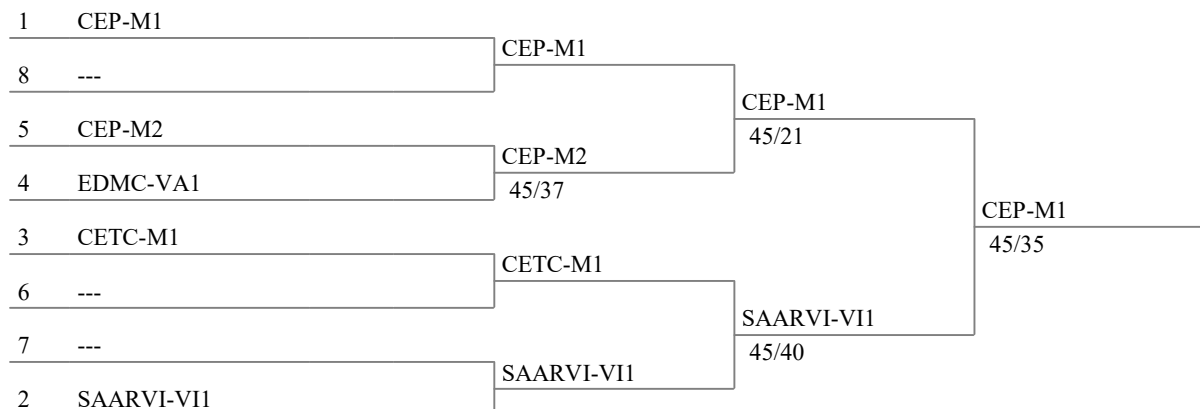 1 CEP-M1
CEP-M1
8 ---
CEP-M1
45/21
5 CEP-M2
CEP-M2
45/37
4 EDMC-VA1
CEP-M1
45/35
3 CETC-M1
CETC-M1
6 ---
SAARVI-VI1
45/40
7 ---
SAARVI-VI1
2 SAARVI-VI1